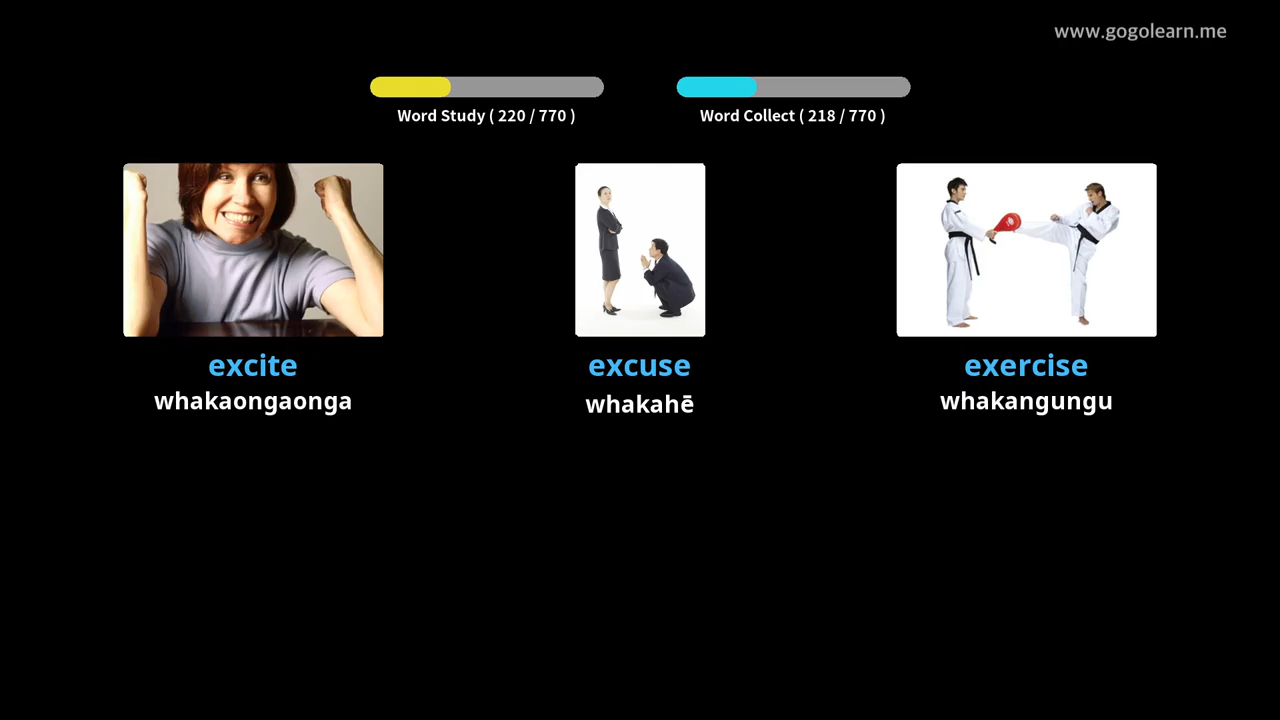 www.gogolearn.me
Word Study ( 220 / 770 )
Word Collect ( 218 / 770 )
excite
whakaongaonga
excuse
whakahē
exercise
whakangungu